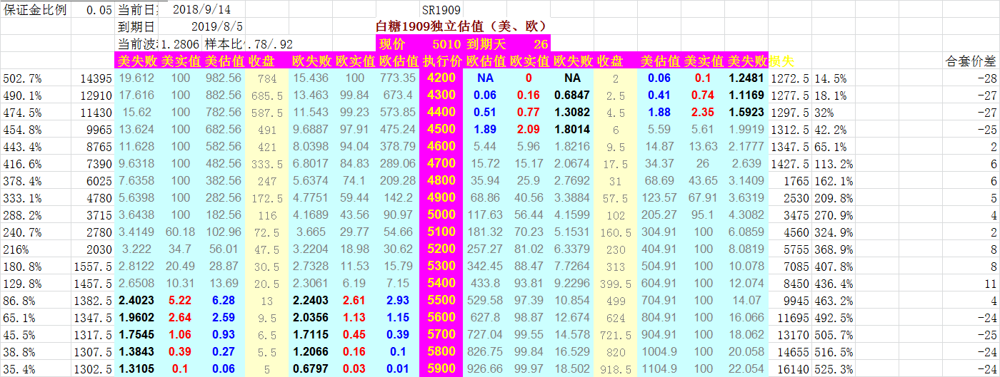 保证金比例 0.05 当前日 2018/9/14 SR1909
到期日 2019/8/5 白糖1909独立估值（美、欧）
当前波 1.2806 样本比 .78/.92 现价 5010 到期天 26
美失败 美实值 美估值 收盘 欧失败 欧实值 欧估值 执行价 欧估值 欧实值 欧失败 收盘 美估值 美实值 美失败 损失 合套价差
502.7% 14395 19.612 100 982.56 784 15.436 100 773.35 4200 NA 0 NA 2 0.06 0.1 1.2481 1272.5 14.5% -28
490.1% 12910 17.616 100 882.56 685.5 13.463 99.84 673.4 4300 0.06 0.16 0.6847 2.5 0.41 0.74 1.1169 1277.5 18.1% -27
474.5% 11430 15.62 100 782.56 587.5 11.543 99.23 573.85 4400 0.51 0.77 1.3082 4.5 1.88 2.35 1.5923 1297.5 32% -27
454.8% 9965 13.624 100 682.56 491 9.6887 97.91 475.24 4500 1.89 2.09 1.8014 6 5.59 5.61 1.9919 1312.5 42.2% -25
443.4% 8765 11.628 100 582.56 421 8.0398 94.04 378.79 4600 5.44 5.96 1.8216 9.5 14.87 13.63 2.1777 1347.5 65.1% 2
416.6% 7390 9.6318 100 482.56 333.5 6.8017 84.83 289.06 4700 15.72 15.17 2.0674 17.5 34.37 26 2.639 1427.5 113.2% 6
378.4% 6025 7.6358 100 382.56 247 5.6374 74.1 209.28 4800 35.94 25.9 2.7692 31 68.69 43.65 3.1409 1765 162.1% 6
333.1% 4780 5.6398 100 282.56 172.5 4.7751 59.44 142.2 4900 68.86 40.56 3.3884 57.5 123.57 67.91 3.6319 2530 209.8% 5
288.2% 3715 3.6438 100 182.56 116 4.1689 43.56 90.97 5000 117.63 56.44 4.1599 102 205.27 95.1 4.3082 3475 270.9% 4
240.7% 2780 3.4149 60.18 102.96 72.5 3.665 29.77 54.66 5100 181.32 70.23 5.1531 160.5 304.91 100 6.0859 4560 324.9% 2
216% 2030 3.222 34.7 56.01 47.5 3.2204 18.98 30.62 5200 257.27 81.02 6.3379 230 404.91 100 8.0819 5755 368.9% 8
180.8% 1557.5 2.8122 20.49 28.87 30.5 2.7328 11.53 15.79 5300 342.45 88.47 7.7264 313 504.91 100 10.078 7085 407.8% 8
129.8% 1457.5 2.6508 10.31 13.69 20.5 2.3061 6.19 7.15 5400 433.8 93.81 9.2296 399.5 604.91 100 12.074 8450 436.4% 11
86.8% 1382.5 2.4023 5.22 6.28 13 2.2403 2.61 2.93 5500 529.58 97.39 10.854 499 704.91 100 14.07 9945 463.2% 4
65.1% 1347.5 1.9602 2.64 2.59 9.5 2.0356 1.13 1.15 5600 627.8 98.87 12.674 624 804.91 100 16.066 11695 492.5% -24
45.5% 1317.5 1.7545 1.06 0.93 6.5 1.7115 0.45 0.39 5700 727.04 99.55 14.578 721.5 904.91 100 18.062 13170 505.7% -25
38.8% 1307.5 1.3843 0.39 0.27 5.5 1.2066 0.16 0.1 5800 826.75 99.84 16.529 820 1004.9 100 20.058 14655 516.5% -24
35.4% 1302.5 1.3105 0.1 0.06 5 0.6797 0.03 0.01 5900 926.66 99.97 18.502 918.5 1104.9 100 22.054 16140 525.3% -24